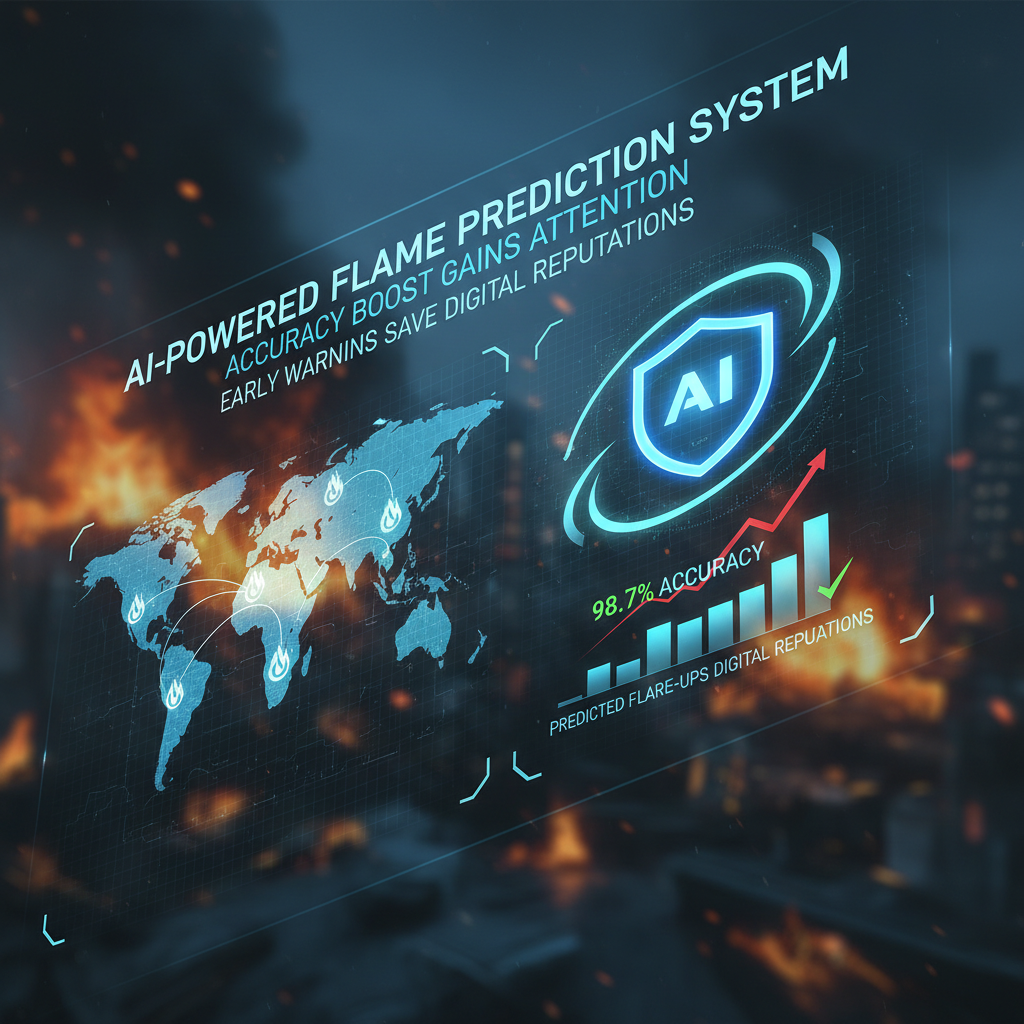 AI-POWERED FLAME PREDICTION SYSTEM
ACCURACY BOOST GAINS ATTENTION
EARLY WARNINS SAVE DIGITAL REPUTATIONS
AI
98.7% ACCURACY
PREDICTED FLARE-UPS DIGITAL REPUATIONS